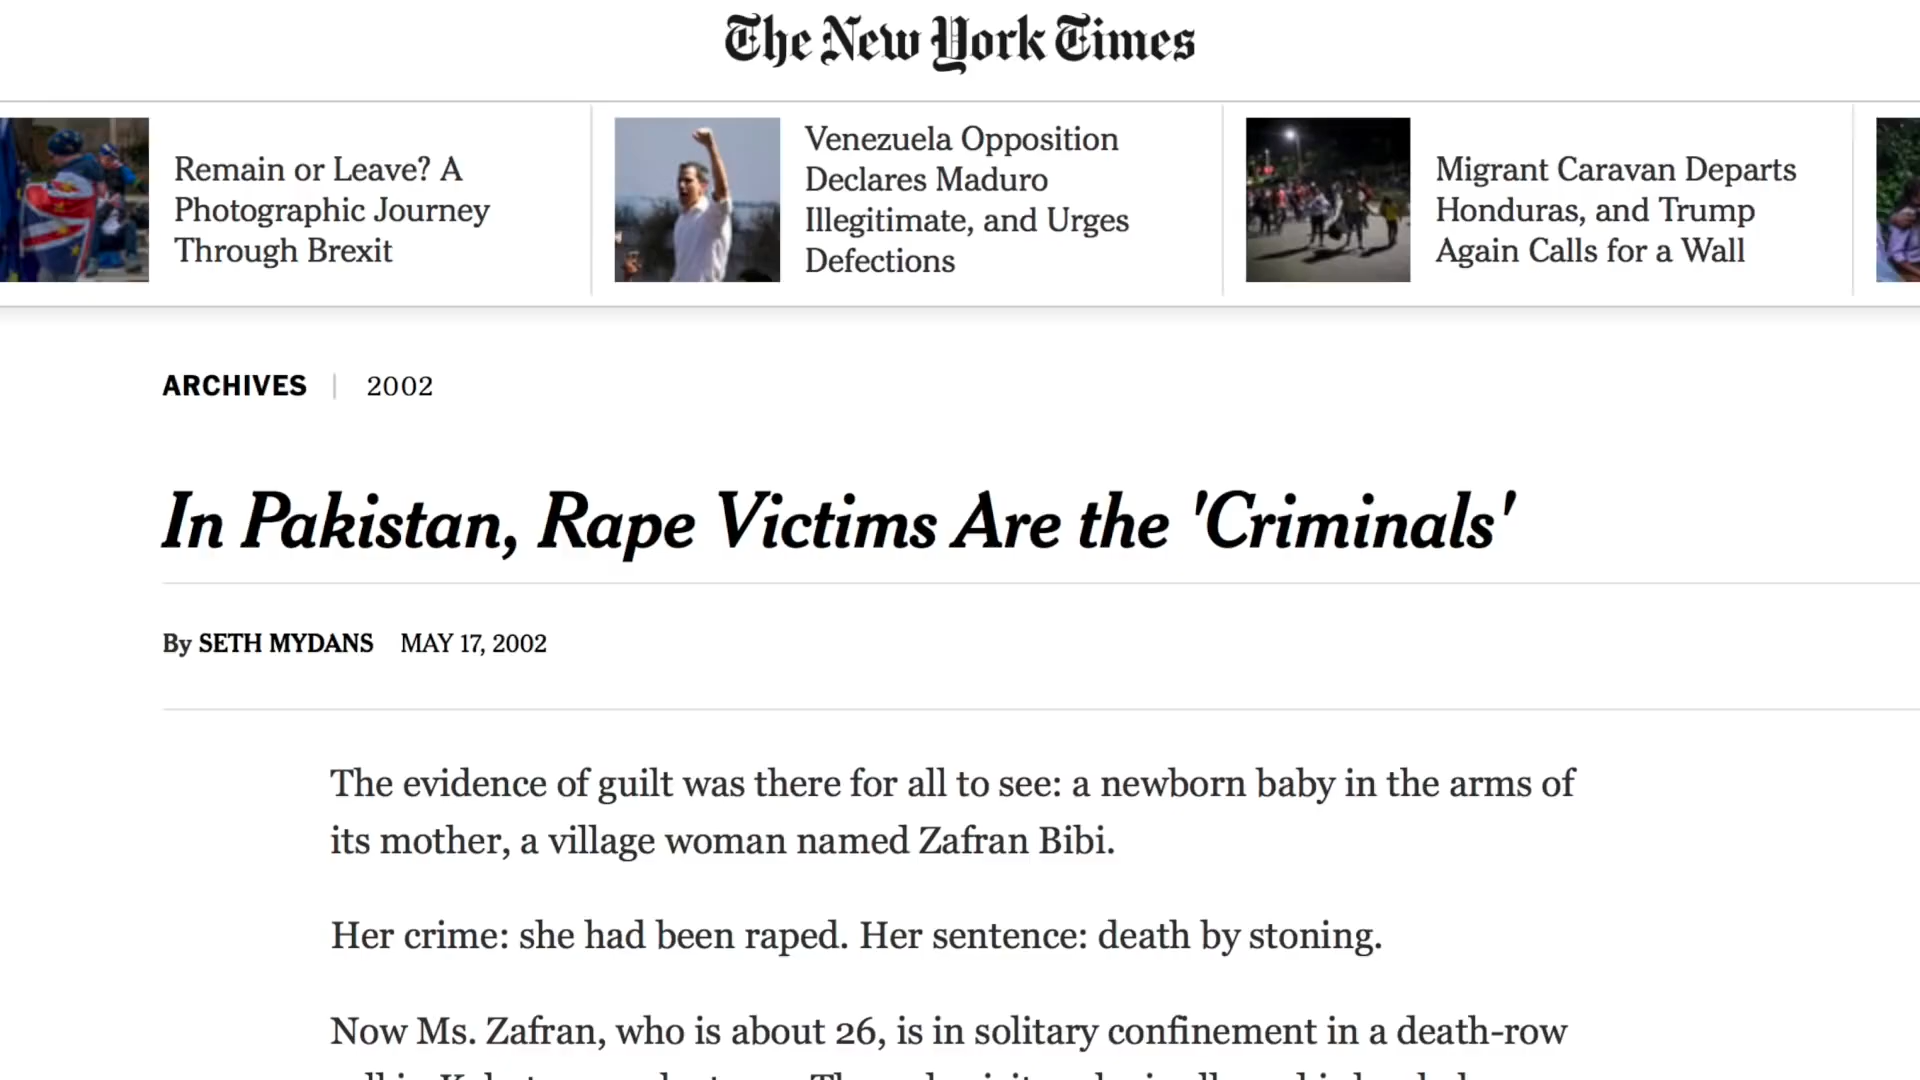 The New York Times
Remain or Leave? A
Photographic Journey
Through Brexit
Venezuela Opposition
Declares Maduro
Illegitimate, and Urges
Defections
Migrant Caravan Departs
Honduras, and Trump
Again Calls for a Wall
ARCHIVES | 2002
In Pakistan, Rape Victims Are the 'Criminals'
By SETH MYDANS MAY 17, 2002
The evidence of guilt was there for all to see: a newborn baby in the arms of
its mother, a village woman named Zafran Bibi.
Her crime: she had been raped. Her sentence: death by stoning.
Now Ms. Zafran, who is about 26, is in solitary confinement in a death-row